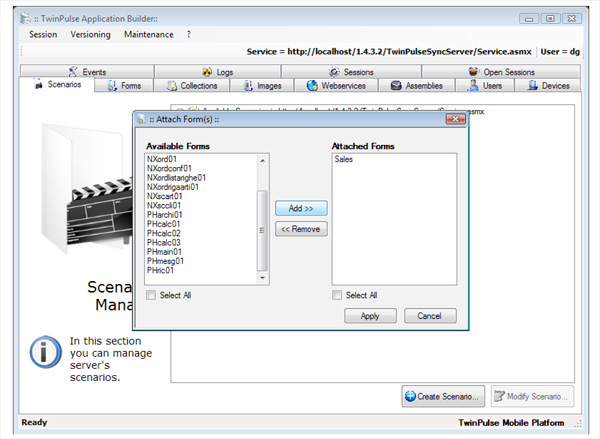 :: TwinPulse Application Builder::
Session Versioning Maintenance ?
Service = http://localhost/1.4.3.2/TwinPulseSyncServer/Service.asmx User = dg
Events Logs Sessions Open Sessions
Scenarios Forms Collections Images Webservices Assemblies Users Devices
:: Attach Form(s) ::
Available Forms
NXord01
NXordconf01
NXordlistarighe01
NXordrigaarti01
NXscart01
NXsccli01
PHarchi01
PHcalc01
PHcalc02
PHcalc03
PHmain01
PHmesg01
PHric01
Select All
Add >>
<< Remove
Attached Forms
Sales
Select All
Apply Cancel
Scena
Mana
In this section
you can manage
server's
scenarios.
Create Scenario... Modify Scenario...
Ready TwinPulse Mobile Platform